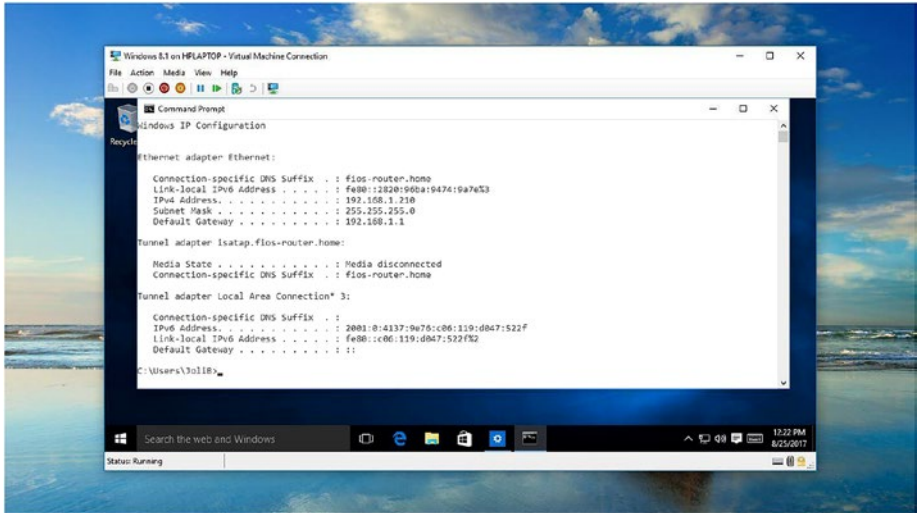 Windows 8.1 on HPLAPTOP - Virtual Machine Connection
File Action Media View Help
Command Prompt
Windows IP Configuration
Recycle
Ethernet adapter Ethernet:
Connection-specific DNS Suffix . : fios-router.home
Link-local IPv6 Address . . . . . : fe80::2820:96ba:9474:9a7e%3
IPv4 Address. . . . . . . . . . . : 192.168.1.210
Subnet Mask . . . . . . . . . . . : 255.255.255.0
Default Gateway . . . . . . . . . : 192.168.1.1
Tunnel adapter isatap.fios-router.home:
Media State . . . . . . . . . . . : Media disconnected
Connection-specific DNS Suffix . : fios-router.home
Tunnel adapter Local Area Connection* 3:
Connection-specific DNS Suffix . :
IPv6 Address. . . . . . . . . . . : 2001:0:4137:9e76:c06:119:d047:522f
Link-local IPv6 Address . . . . . : fe80::c06:119:d047:522f%2
Default Gateway . . . . . . . . . : ::
C:\Users\JoliB>
Search the web and Windows
12:22 PM
8/25/2017
Status: Running